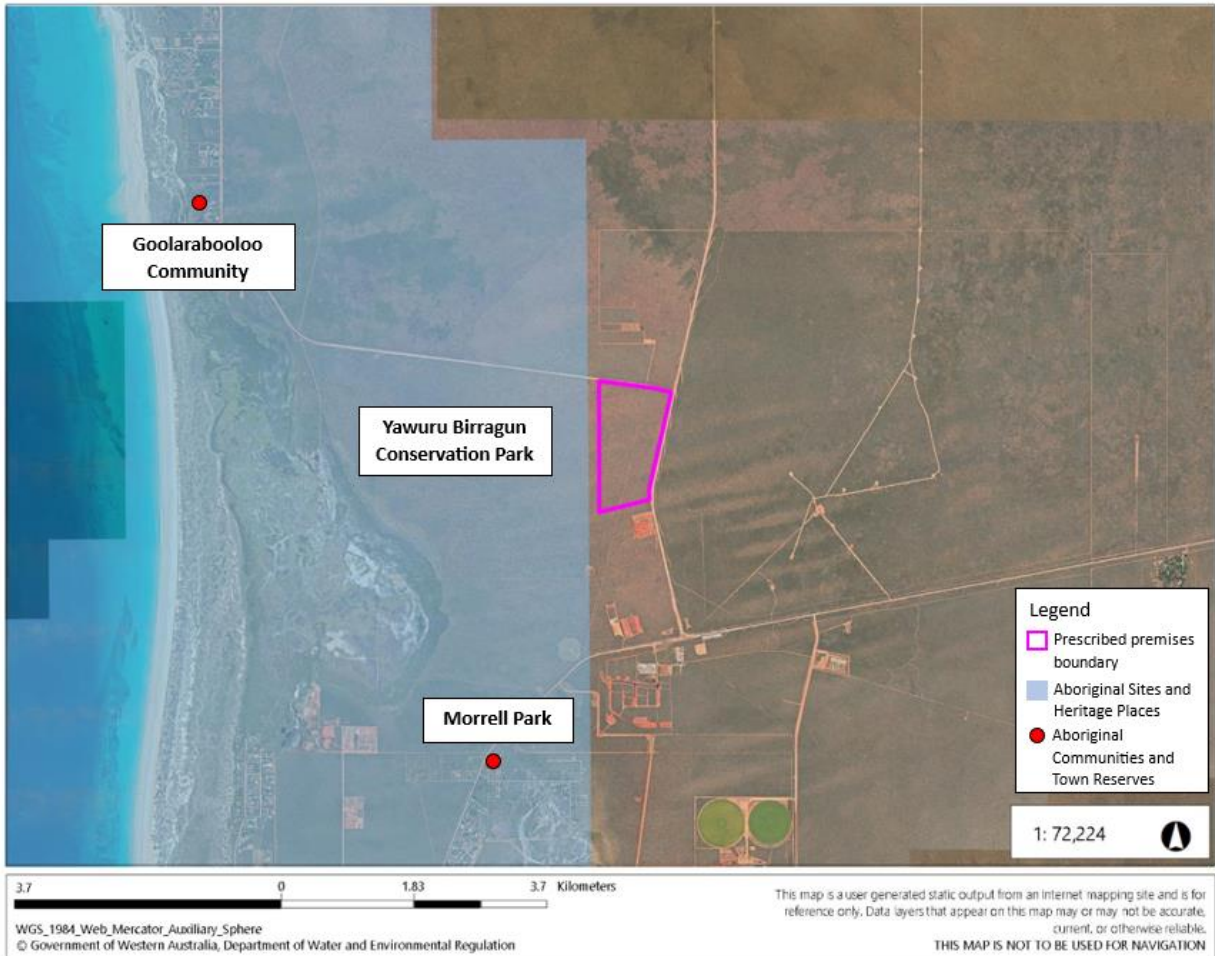 Goolarabooloo
Community
Yawuru Birragun
Conservation Park
Morrell Park
Legend
Prescribed premises
boundary
Aboriginal Sites and
Heritage Places
Aboriginal
Communities and
Town Reserves
1: 72,224
3.7 0 1.83 3.7 Kilometers
WGS_1984_Web_Mercator_Auxiliary_Sphere
© Government of Western Australia, Department of Water and Environmental Regulation
This map is a user generated static output from an Internet mapping site and is for
reference only. Data layers that appear on this map may or may not be accurate,
current, or otherwise reliable.
THIS MAP IS NOT TO BE USED FOR NAVIGATION